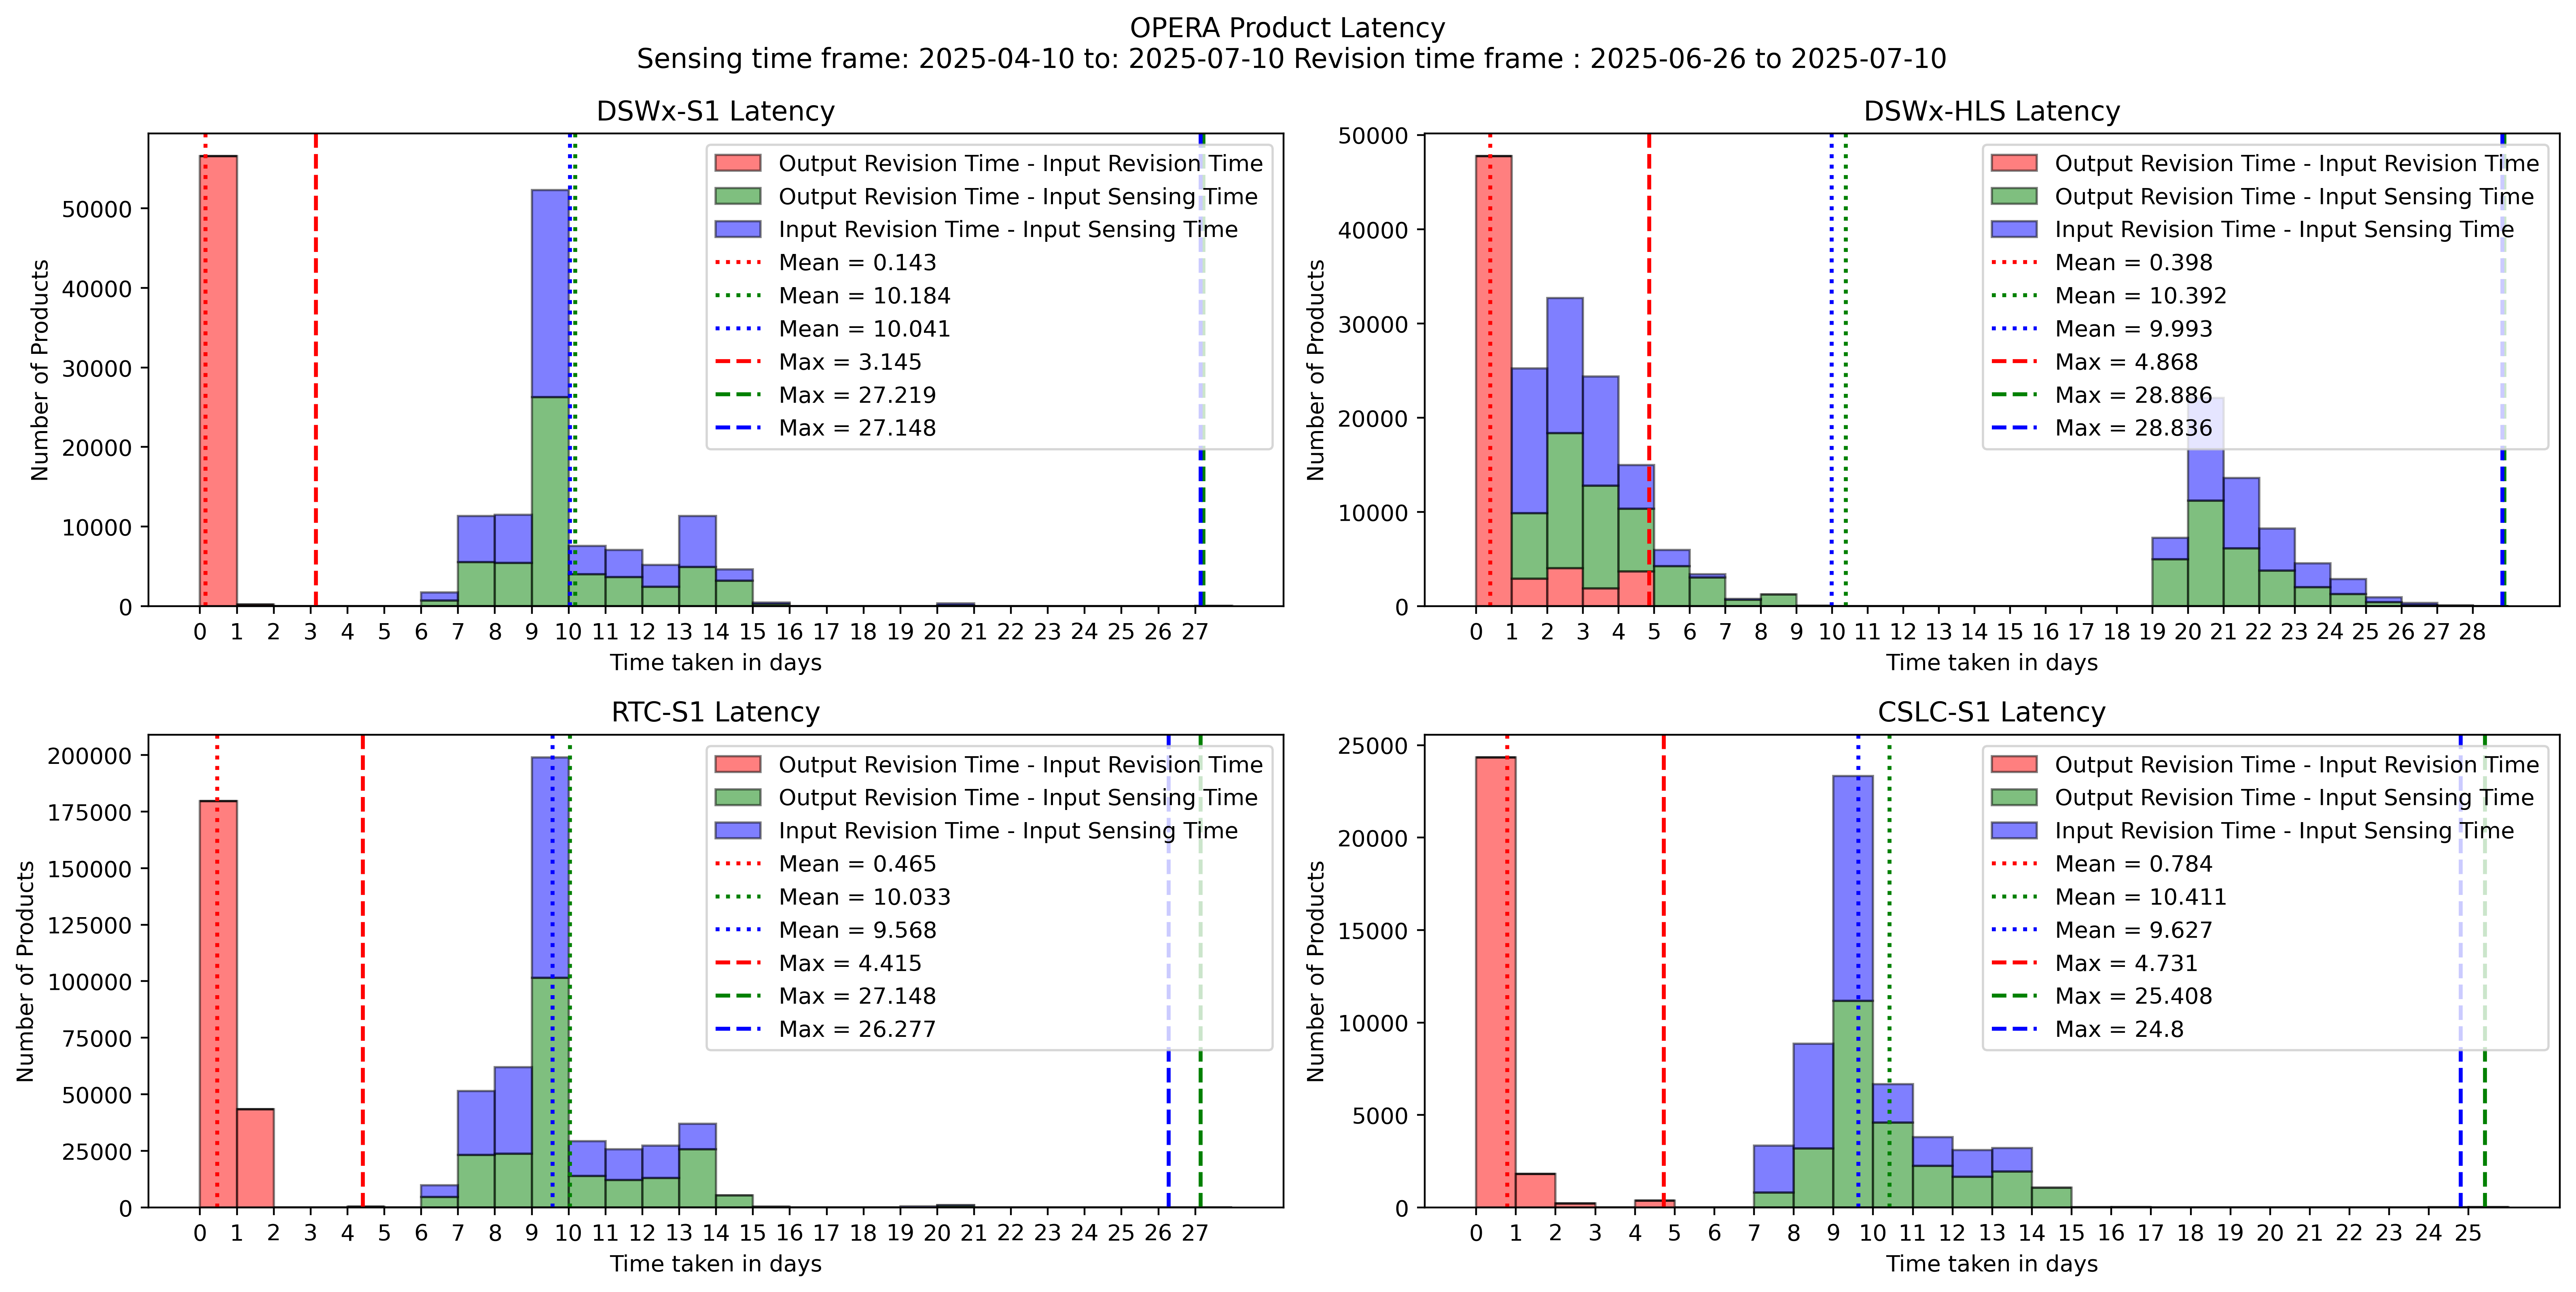 OPERA Product Latency
Sensing time frame: 2025-04-10 to: 2025-07-10 Revision time frame : 2025-06-26 to 2025-07-10
DSWx-S1 Latency
Number of Products
50000
40000
30000
20000
10000
0
Output Revision Time - Input Revision Time
Output Revision Time - Input Sensing Time
Input Revision Time - Input Sensing Time
Mean = 0.143
Mean = 10.184
Mean = 10.041
Max = 3.145
Max = 27.219
Max = 27.148
0 1 2 3 4 5 6 7 8 9 10 11 12 13 14 15 16 17 18 19 20 21 22 23 24 25 26 27
Time taken in days
DSWx-HLS Latency
Number of Products
50000
40000
30000
20000
10000
0
Output Revision Time - Input Revision Time
Output Revision Time - Input Sensing Time
Input Revision Time - Input Sensing Time
Mean = 0.398
Mean = 10.392
Mean = 9.993
Max = 4.868
Max = 28.886
Max = 28.836
0 1 2 3 4 5 6 7 8 9 10 11 12 13 14 15 16 17 18 19 20 21 22 23 24 25 26 27 28
Time taken in days
RTC-S1 Latency
Number of Products
200000
175000
150000
125000
100000
75000
50000
25000
0
Output Revision Time - Input Revision Time
Output Revision Time - Input Sensing Time
Input Revision Time - Input Sensing Time
Mean = 0.465
Mean = 10.033
Mean = 9.568
Max = 4.415
Max = 27.148
Max = 26.277
0 1 2 3 4 5 6 7 8 9 10 11 12 13 14 15 16 17 18 19 20 21 22 23 24 25 26 27
Time taken in days
CSLC-S1 Latency
Number of Products
25000
20000
15000
10000
5000
0
Output Revision Time - Input Revision Time
Output Revision Time - Input Sensing Time
Input Revision Time - Input Sensing Time
Mean = 0.784
Mean = 10.411
Mean = 9.627
Max = 4.731
Max = 25.408
Max = 24.8
0 1 2 3 4 5 6 7 8 9 10 11 12 13 14 15 16 17 18 19 20 21 22 23 24 25
Time taken in days